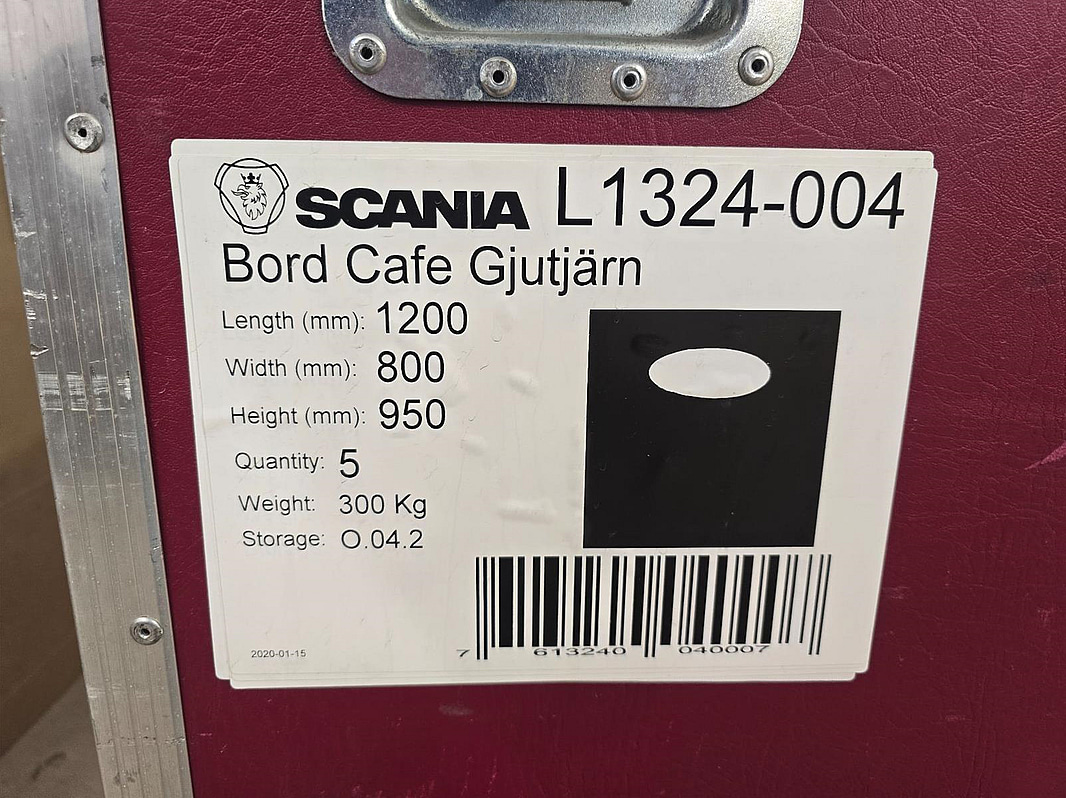 SCANIA L1324-004
Bord Cafe Gjutjärn
Length (mm): 1200
Width (mm): 800
Height (mm): 950
Quantity: 5
Weight: 300 Kg
Storage: O.04.2
2020-01-15
7 613240 040007